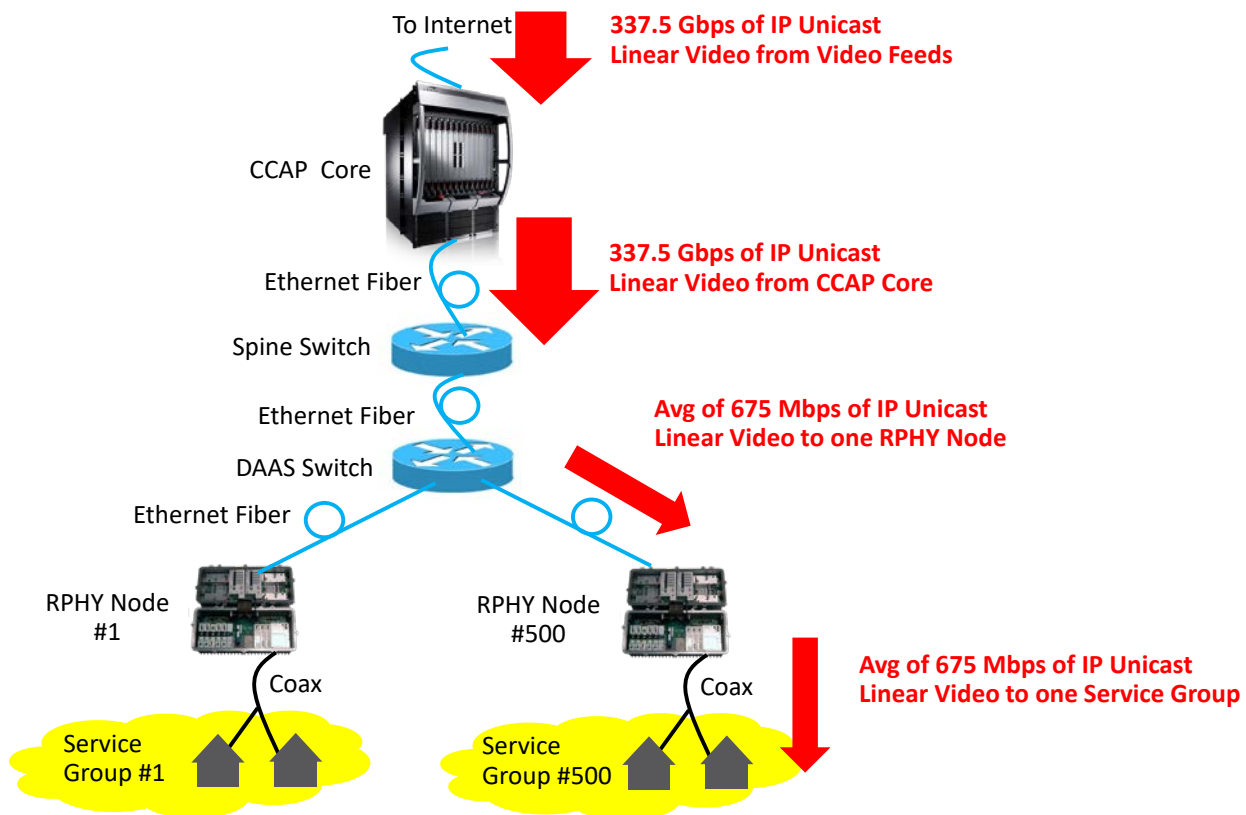 To Internet
337.5 Gbps of IP Unicast
Linear Video from Video Feeds
CCAP  Core
337.5 Gbps of IP Unicast
Linear Video from CCAP Core
Ethernet Fiber
Spine Switch
Ethernet Fiber
Avg of 675 Mbps of IP Unicast
Linear Video to one RPHY Node
DAAS Switch
Ethernet Fiber
RPHY Node
#1
RPHY Node
#500
Coax
Coax
Avg of 675 Mbps of IP Unicast
Linear Video to one Service Group
Service
Group #1
Service
Group #500